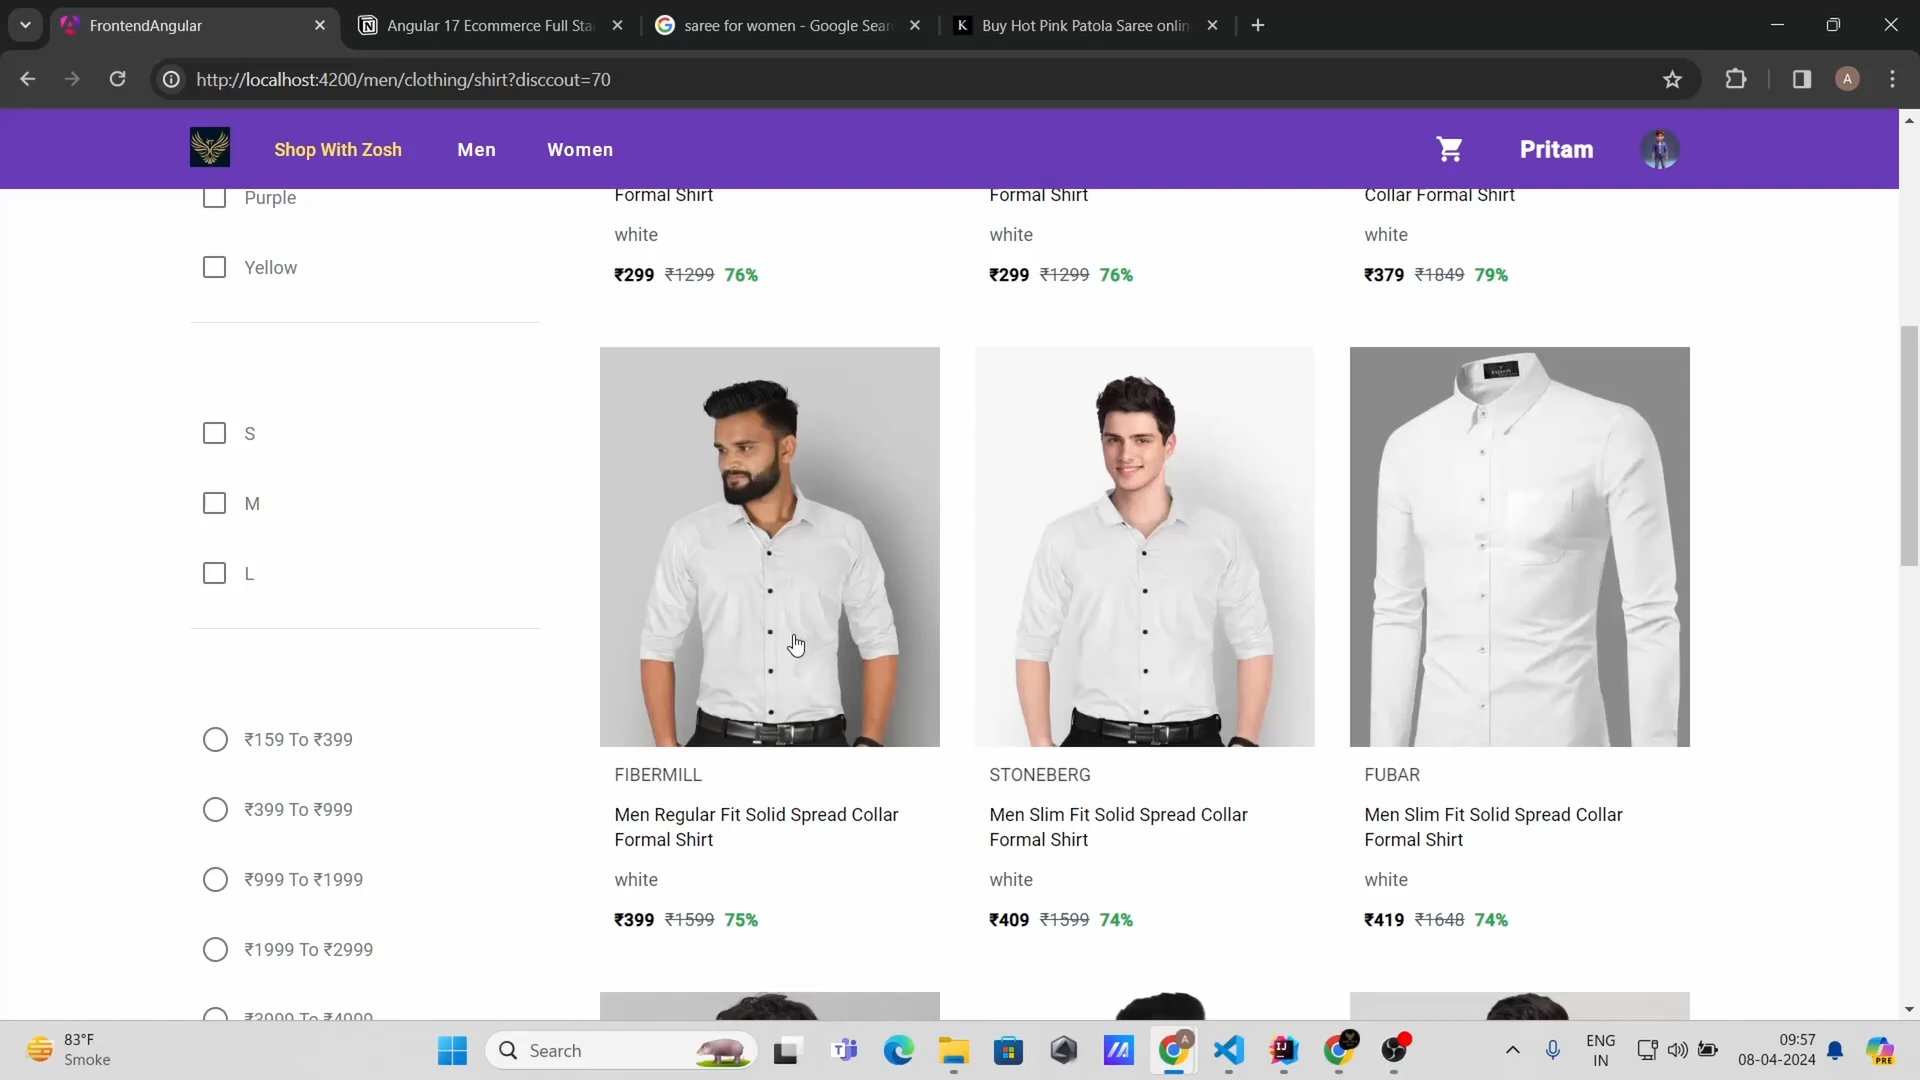 FrontendAngular
Angular 17 Ecommerce Full Sta
saree for women - Google Sear
K
Buy Hot Pink Patola Saree onlin
http://localhost:4200/men/clothing/shirt?disccout=70
A
Shop With Zosh
Men
Women
Pritam
Purple
Yellow
S
M
L
₹159 To ₹399
₹399 To ₹999
₹999 To ₹1999
₹1999 To ₹2999
₹3999 To ₹4999
Formal Shirt
white
₹299 ₹1299 76%
Formal Shirt
white
₹299 ₹1299 76%
Collar Formal Shirt
white
₹379 ₹1849 79%
FIBERMILL
Men Regular Fit Solid Spread Collar
Formal Shirt
white
₹399 ₹1599 75%
STONEBERG
Men Slim Fit Solid Spread Collar
Formal Shirt
white
₹409 ₹1599 74%
FUBAR
Men Slim Fit Solid Spread Collar
Formal Shirt
white
₹419 ₹1648 74%
83°F
Smoke
Search
ENG
IN
09:57
08-04-2024
PRE